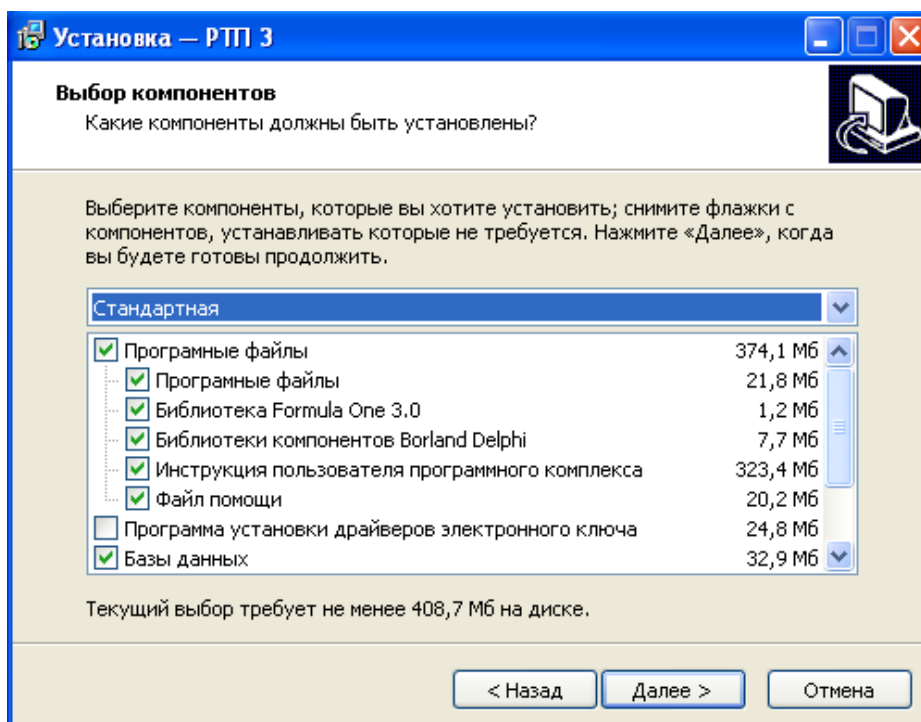 Установка — РТП 3
Выбор компонентов
Какие компоненты должны быть установлены?
Выберите компоненты, которые вы хотите установить; снимите флажки с
компонентов, устанавливать которые не требуется. Нажмите «Далее», когда
вы будете готовы продолжить.
Стандартная
Програмные файлы 374,1 Мб
Програмные файлы 21,8 Мб
Библиотека Formula One 3.0 1,2 Мб
Библиотеки компонентов Borland Delphi 7,7 Мб
Инструкция пользователя программного комплекса 323,4 Мб
Файл помощи 20,2 Мб
Программа установки драйверов электронного ключа 24,8 Мб
Базы данных 32,9 Мб
Текущий выбор требует не менее 408,7 Мб на диске.
< Назад Далее > Отмена